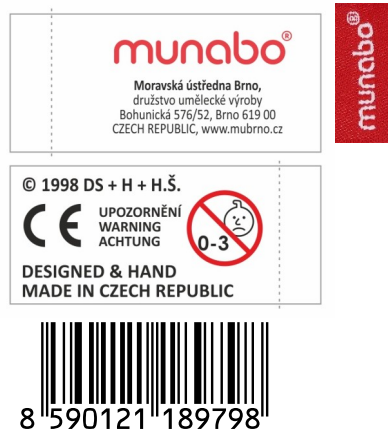 munabo®
Moravská ústředna Brno,
družstvo umělecké výroby
Bohunická 576/52, Brno 619 00
CZECH REPUBLIC, www.mubrno.cz
munabo®
© 1998 DS + H + H.Š.
CE
UPOZORNĚNÍ
WARNING
ACHTUNG
0-3
DESIGNED & HAND
MADE IN CZECH REPUBLIC
8 590121 189798